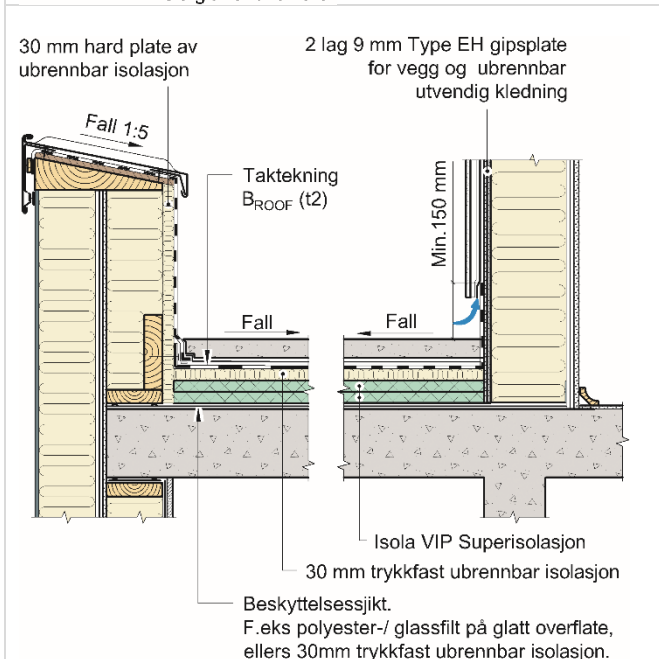 30 mm hard plate av
ubrennbar isolasjon
2 lag 9 mm Type EH gipsplate
for vegg og ubrennbar
utvendig kledning
Fall 1:5
Taktekning
BROOF (t2)
Min.150 mm
Fall
Fall
Isola VIP Superisolasjon
30 mm trykkfast ubrennbar isolasjon
Beskyttelsessjikt.
F.eks polyester-/ glassfilt på glatt overflate,
ellers 30mm trykkfast ubrennbar isolasjon.